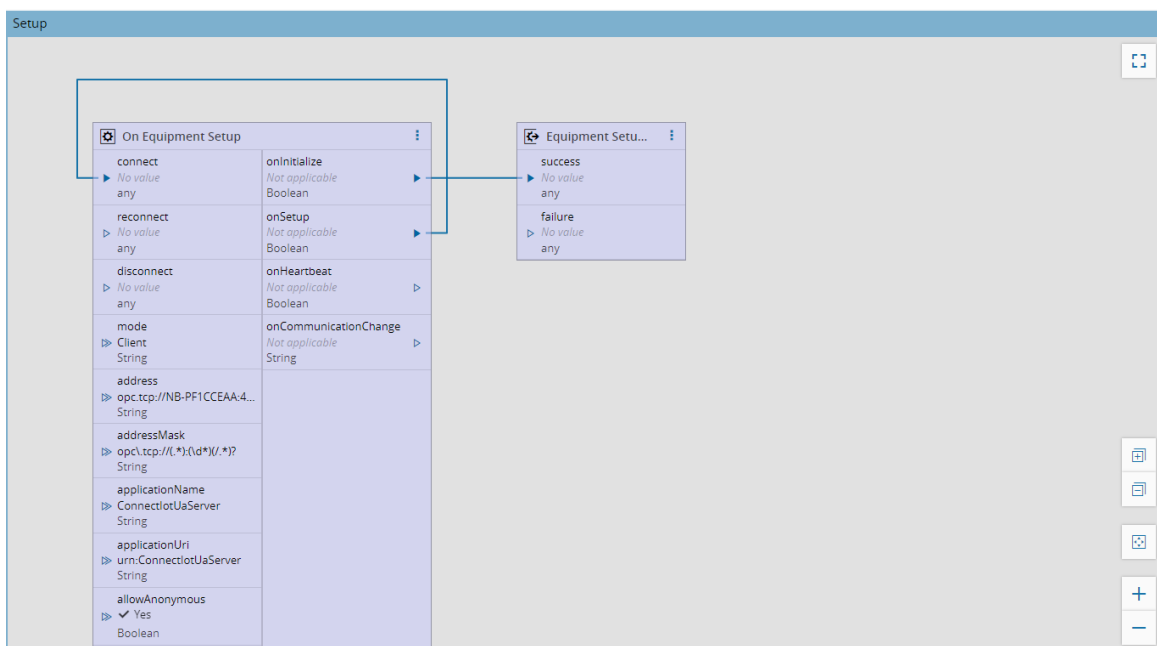 Setup
On Equipment Setup
connect
No value
any
reconnect
No value
any
disconnect
No value
any
mode
Client
String
address
opc.tcp://NB-PF1CCEAA:4...
String
addressMask
opc\.tcp://(.*):(\d*)(/.*)?
String
applicationName
ConnectIotUaServer
String
applicationUri
urn:ConnectIotUaServer
String
allowAnonymous
Yes
Boolean
onInitialize
Not applicable
Boolean
onSetup
Not applicable
Boolean
onHeartbeat
Not applicable
Boolean
onCommunicationChange
Not applicable
String
Equipment Setu...
success
No value
any
failure
No value
any